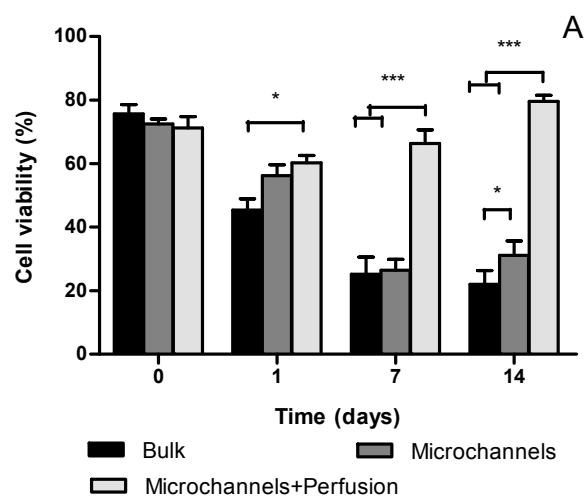 A
100
80
60
40
20
0
Cell viability (%)
*
***
***
*
0 1 7 14
Time (days)
Bulk Microchannels
Microchannels+Perfusion